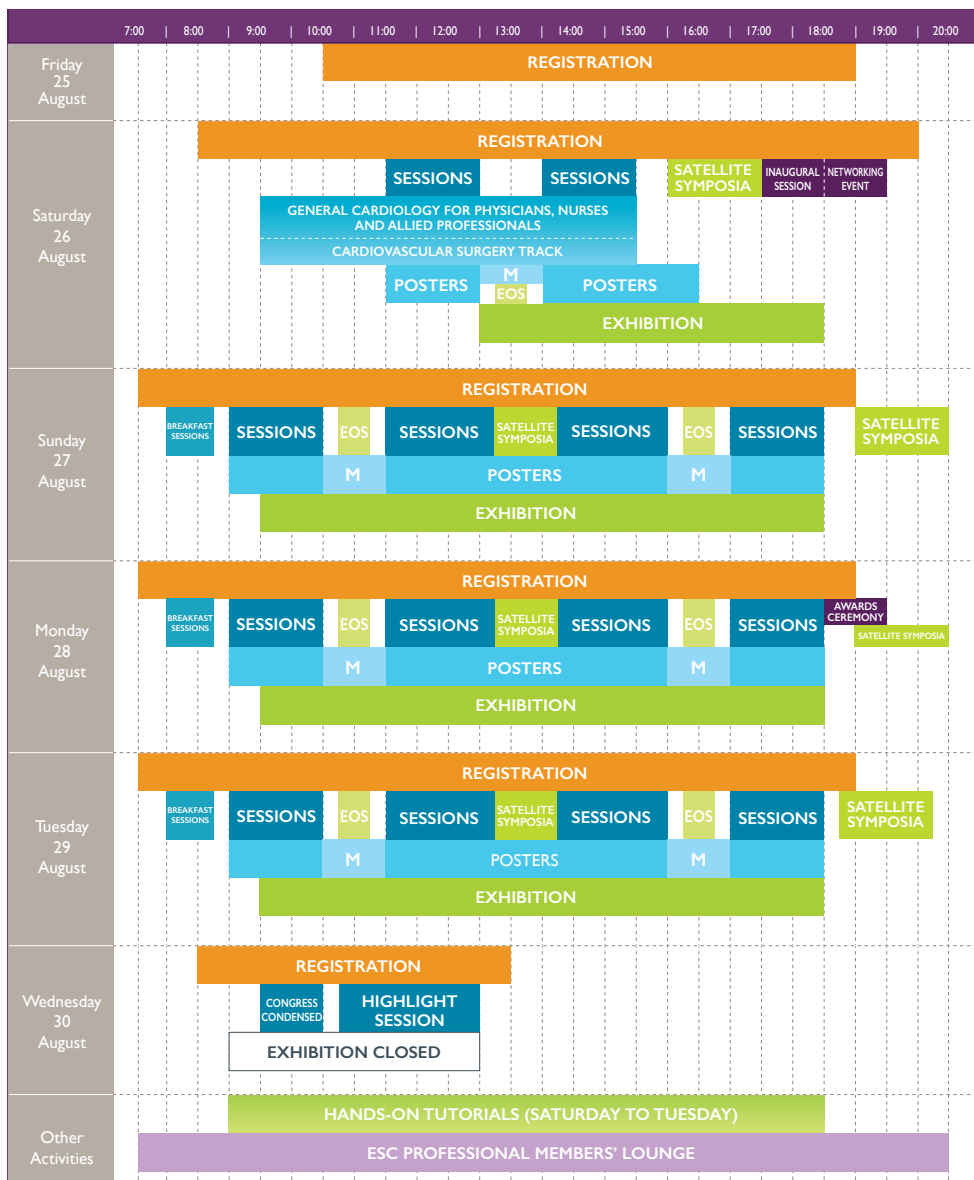 7:00 | 8:00 | 9:00 | 10:00 | 11:00 | 12:00 | 13:00 | 14:00 | 15:00 | 16:00 | 17:00 | 18:00 | 19:00 | 20:00
Friday
25
August
REGISTRATION
Saturday
26
August
REGISTRATION
SESSIONS
SESSIONS
SATELLITE
SYMPOSIA
INAUGURAL
SESSION
NETWORKING
EVENT
GENERAL CARDIOLOGY FOR PHYSICIANS, NURSES
AND ALLIED PROFESSIONALS
CARDIOVASCULAR SURGERY TRACK
POSTERS
M
EOS
POSTERS
EXHIBITION
Sunday
27
August
REGISTRATION
BREAKFAST
SESSIONS
SESSIONS
EOS
SESSIONS
SATELLITE
SYMPOSIA
SESSIONS
EOS
SESSIONS
SATELLITE
SYMPOSIA
M
POSTERS
M
EXHIBITION
Monday
28
August
REGISTRATION
BREAKFAST
SESSIONS
SESSIONS
EOS
SESSIONS
SATELLITE
SYMPOSIA
SESSIONS
EOS
SESSIONS
AWARDS
CEREMONY
SATELLITE SYMPOSIA
M
POSTERS
M
EXHIBITION
Tuesday
29
August
REGISTRATION
BREAKFAST
SESSIONS
SESSIONS
EOS
SESSIONS
SATELLITE
SYMPOSIA
SESSIONS
EOS
SESSIONS
SATELLITE
SYMPOSIA
M
POSTERS
M
EXHIBITION
Wednesday
30
August
REGISTRATION
CONGRESS
CONDENSED
HIGHLIGHT
SESSION
EXHIBITION CLOSED
Other
Activities
HANDS-ON TUTORIALS (SATURDAY TO TUESDAY)
ESC PROFESSIONAL MEMBERS' LOUNGE